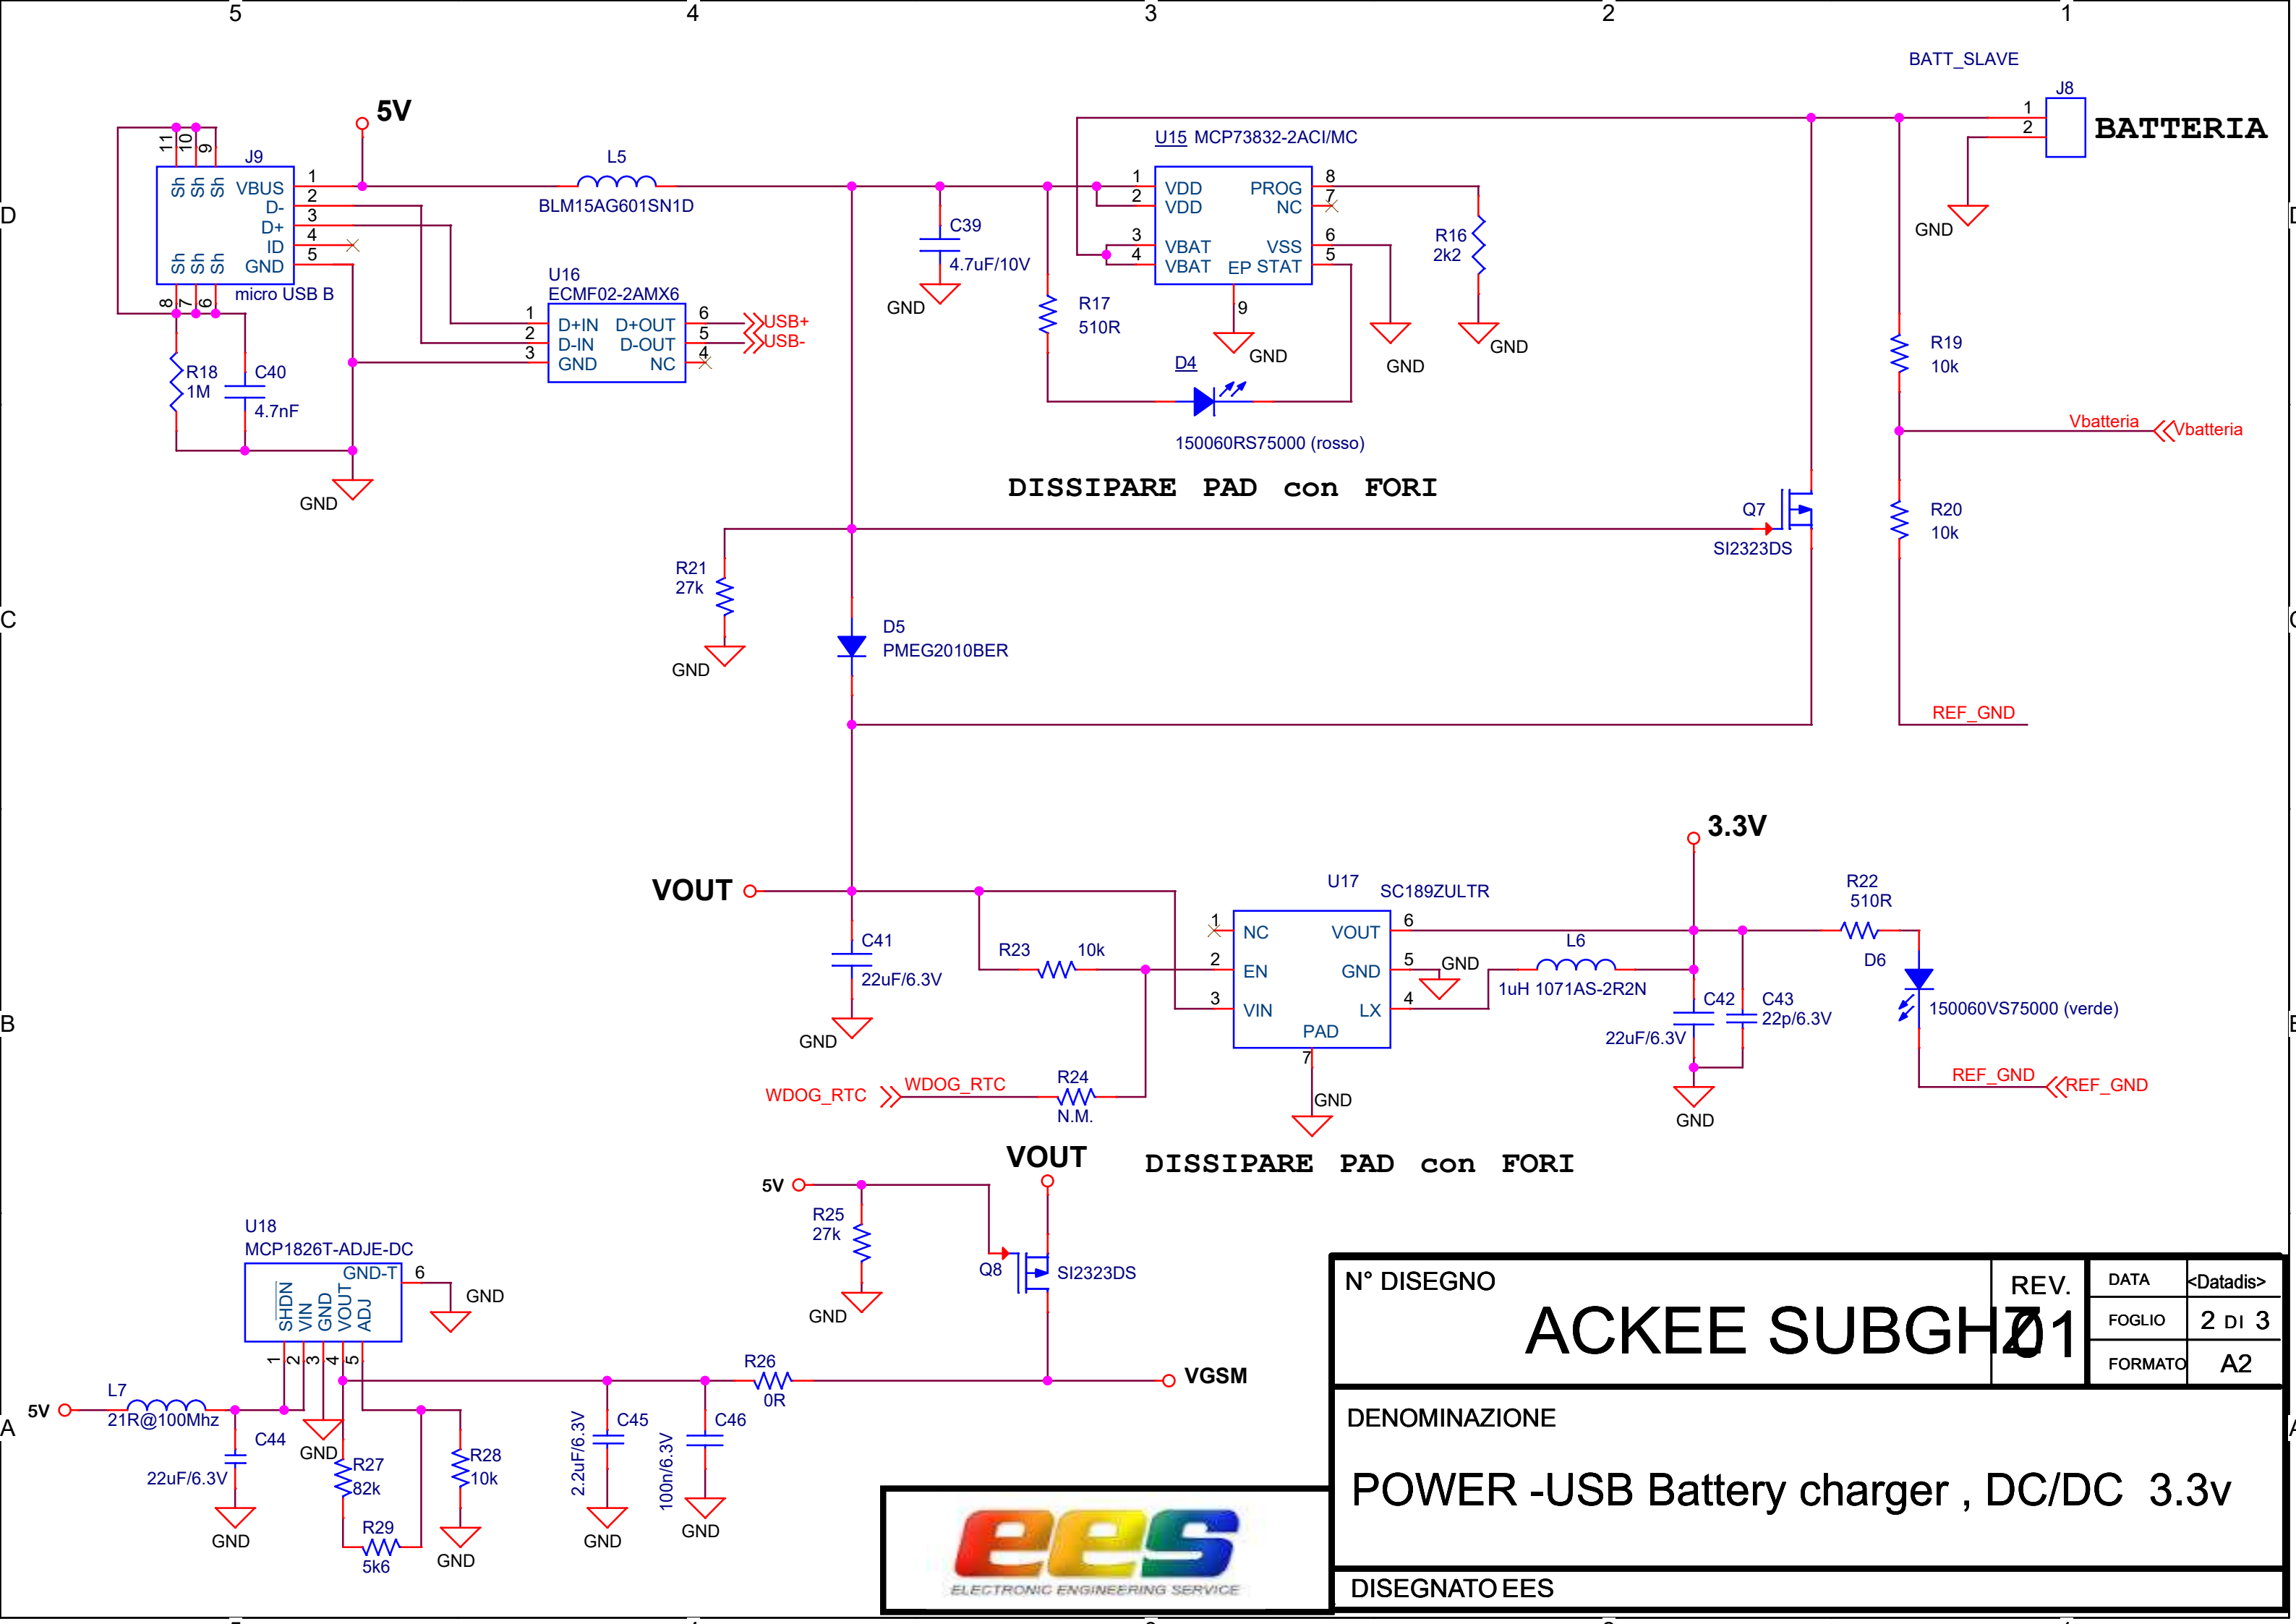 5 4 3 2 1
D
C
B
A
BATT_SLAVE
J8
1
2
BATTERIA
GND
5V
11 10 9
J9
Sh Sh Sh
VBUS 1
D- 2
D+ 3
ID 4
GND 5
Sh Sh Sh
8 7 6
micro USB B
R18
1M
C40
4.7nF
GND
L5
BLM15AG601SN1D
U16
ECMF02-2AMX6
1 D+IN D+OUT 6
2 D-IN D-OUT 5
3 GND NC 4
USB+
USB-
C39
4.7uF/10V
GND
R17
510R
U15 MCP73832-2ACI/MC
1 VDD PROG 8
2 VDD NC 7
3 VBAT VSS 6
4 VBAT EP STAT 5
9
GND
GND
R16
2k2
GND
D4
150060RS75000 (rosso)
DISSIPARE PAD con FORI
R19
10k
Vbatteria
Vbatteria
R20
10k
REF_GND
Q7
SI2323DS
R21
27k
GND
D5
PMEG2010BER
VOUT
C41
22uF/6.3V
GND
R23 10k
U17 SC189ZULTR
1 NC VOUT 6
2 EN GND 5
3 VIN LX 4
PAD
7
GND
GND
L6
1uH 1071AS-2R2N
3.3V
C42
22uF/6.3V
C43
22p/6.3V
GND
R22
510R
D6
150060VS75000 (verde)
REF_GND
REF_GND
WDOG_RTC
WDOG_RTC
R24
N.M.
DISSIPARE PAD con FORI
VOUT
5V
R25
27k
GND
Q8
SI2323DS
VGSM
U18
MCP1826T-ADJE-DC
GND-T 6
GND
SHDN VIN GND VOUT ADJ
1 2 3 4 5
5V
L7
21R@100Mhz
C44
22uF/6.3V
GND
GND
R27
82k
R28
10k
R29
5k6
GND
C45
2.2uF/6.3V
GND
C46
100n/6.3V
GND
R26
0R
N° DISEGNO
ACKEE SUBGHZ
REV.
01
DATA <Datadis>
FOGLIO 2 DI 3
FORMATO A2
DENOMINAZIONE
POWER -USB Battery charger , DC/DC 3.3v
DISEGNATO EES
ees
ELECTRONIC ENGINEERING SERVICE